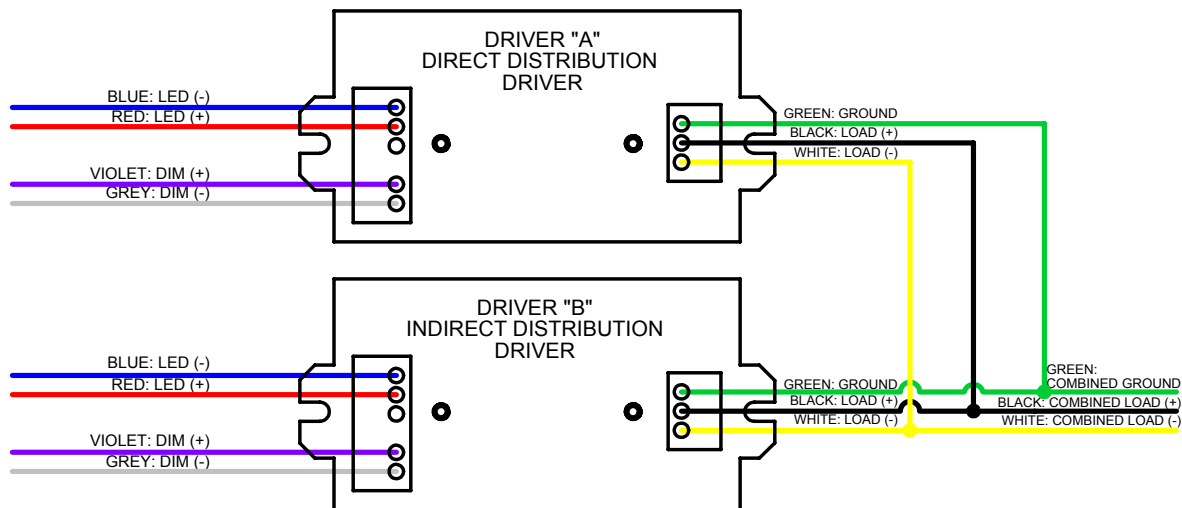 DRIVER "A"
DIRECT DISTRIBUTION
DRIVER
BLUE: LED (-)
RED: LED (+)
VIOLET: DIM (+)
GREY: DIM (-)
GREEN: GROUND
BLACK: LOAD (+)
WHITE: LOAD (-)
DRIVER "B"
INDIRECT DISTRIBUTION
DRIVER
BLUE: LED (-)
RED: LED (+)
VIOLET: DIM (+)
GREY: DIM (-)
GREEN: GROUND
BLACK: LOAD (+)
WHITE: LOAD (-)
GREEN:
COMBINED GROUND
BLACK: COMBINED LOAD (+)
WHITE: COMBINED LOAD (-)